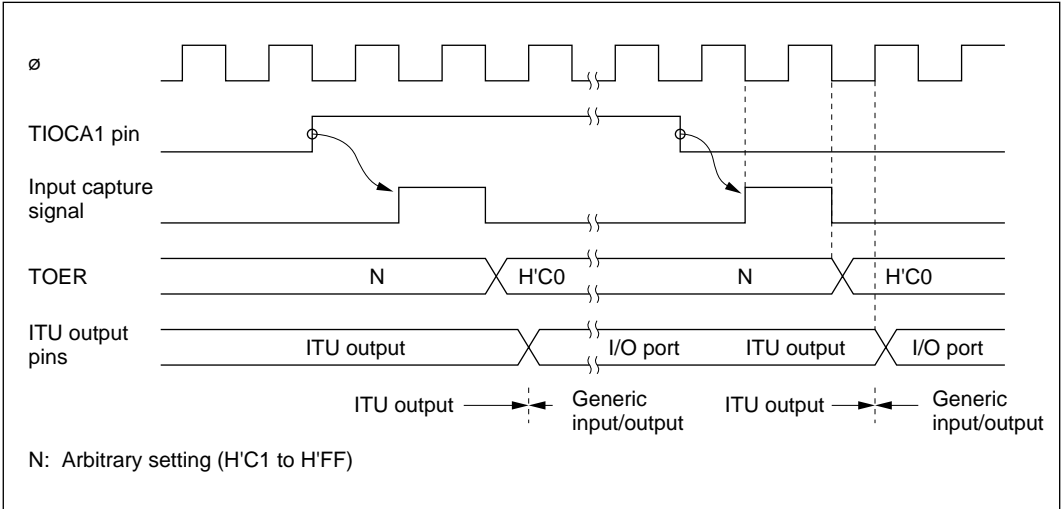 ø
TIOCA1 pin
Input capture
signal
TOER
N
H'C0
N
H'C0
ITU output
pins
ITU output
I/O port
ITU output
I/O port
ITU output
Generic
input/output
ITU output
Generic
input/output
N: Arbitrary setting (H'C1 to H'FF)